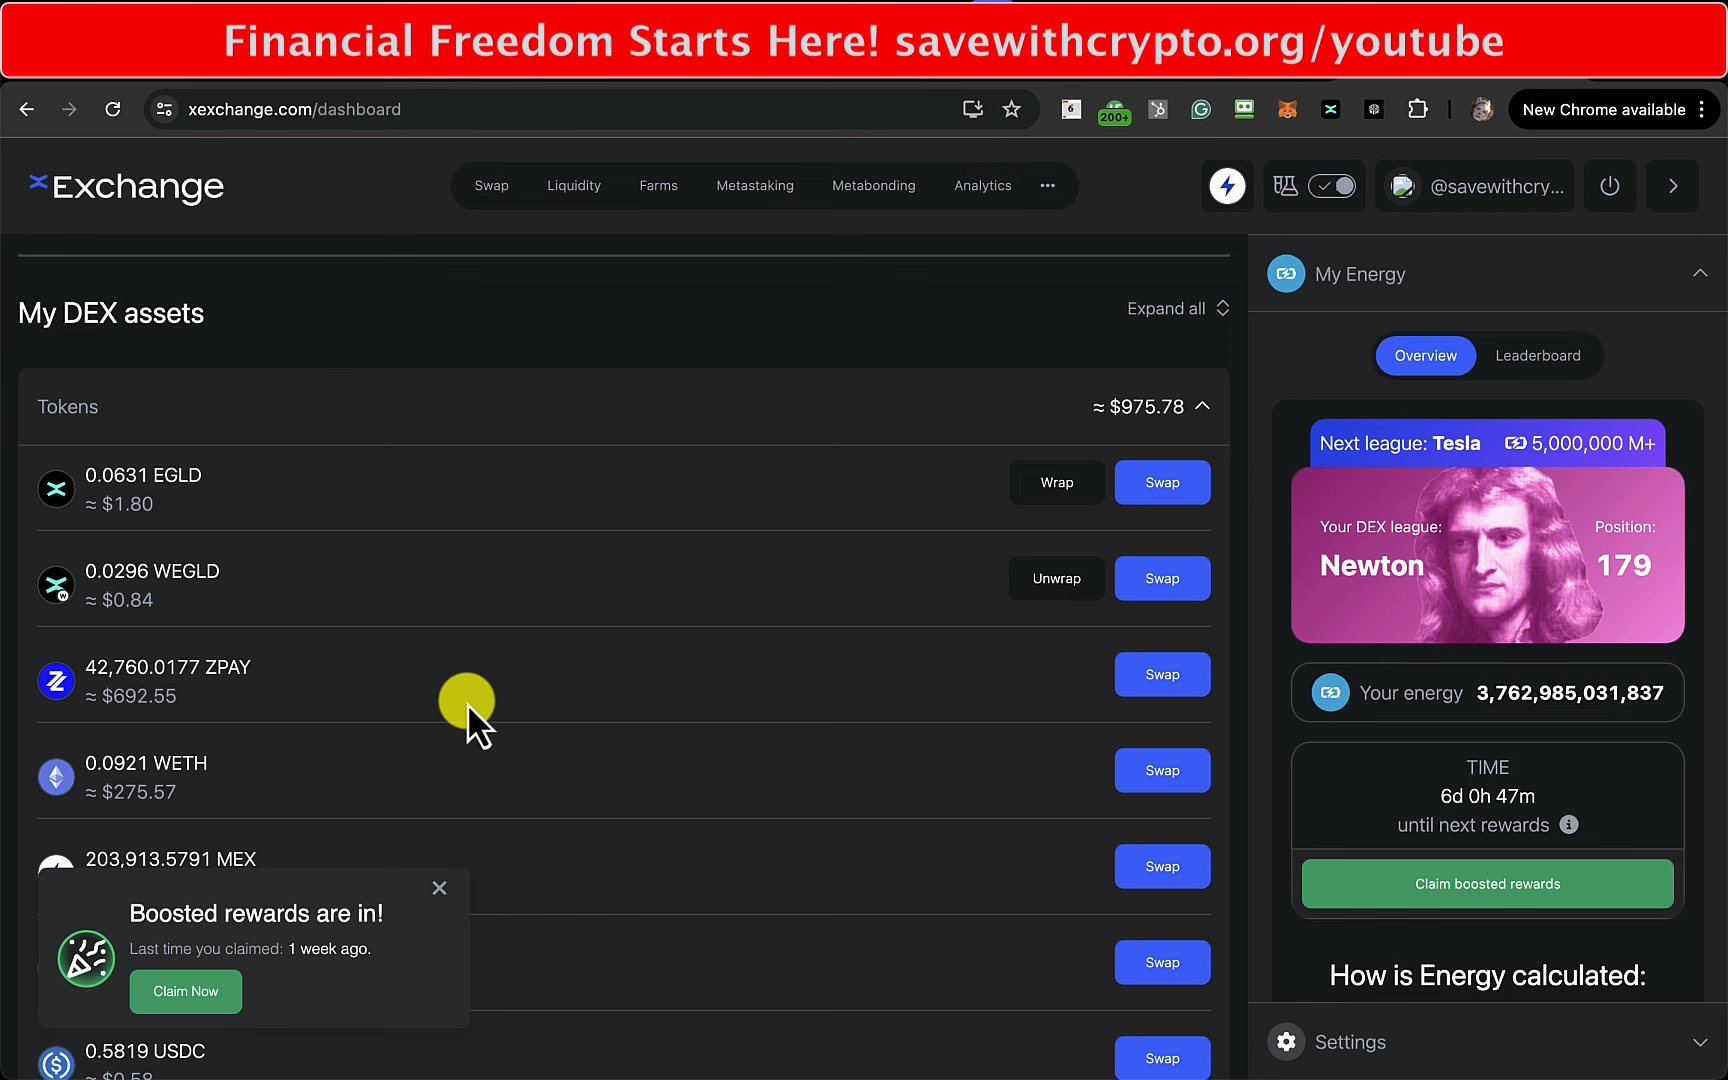 Financial Freedom Starts Here! savewithcrypto.org/youtube
xexchange.com/dashboard
6
200+
New Chrome available
Exchange
Swap
Liquidity
Farms
Metastaking
Metabonding
Analytics
@savewithcry...
My DEX assets
Expand all
Tokens
≈ $975.78
0.0631 EGLD
≈ $1.80
Wrap
Swap
0.0296 WEGLD
≈ $0.84
Unwrap
Swap
42,760.0177 ZPAY
≈ $692.55
Swap
0.0921 WETH
≈ $275.57
Swap
203,913.5791 MEX
Swap
Boosted rewards are in!
Last time you claimed: 1 week ago.
Claim Now
Swap
0.5819 USDC
≈ $0.58
Swap
My Energy
Overview
Leaderboard
Next league: Tesla
5,000,000 M+
Your DEX league:
Position:
Newton
179
Your energy
3,762,985,031,837
TIME
6d 0h 47m
until next rewards
Claim boosted rewards
How is Energy calculated:
Settings